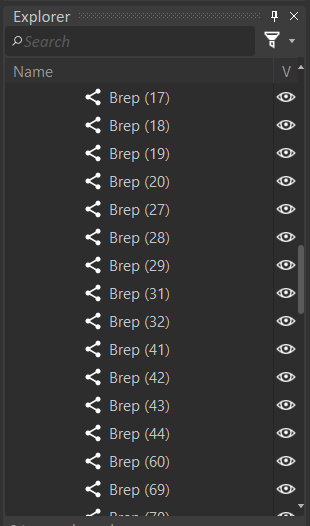 Explorer
Search
Name V
Brep (17)
Brep (18)
Brep (19)
Brep (20)
Brep (27)
Brep (28)
Brep (29)
Brep (31)
Brep (32)
Brep (41)
Brep (42)
Brep (43)
Brep (44)
Brep (60)
Brep (69)